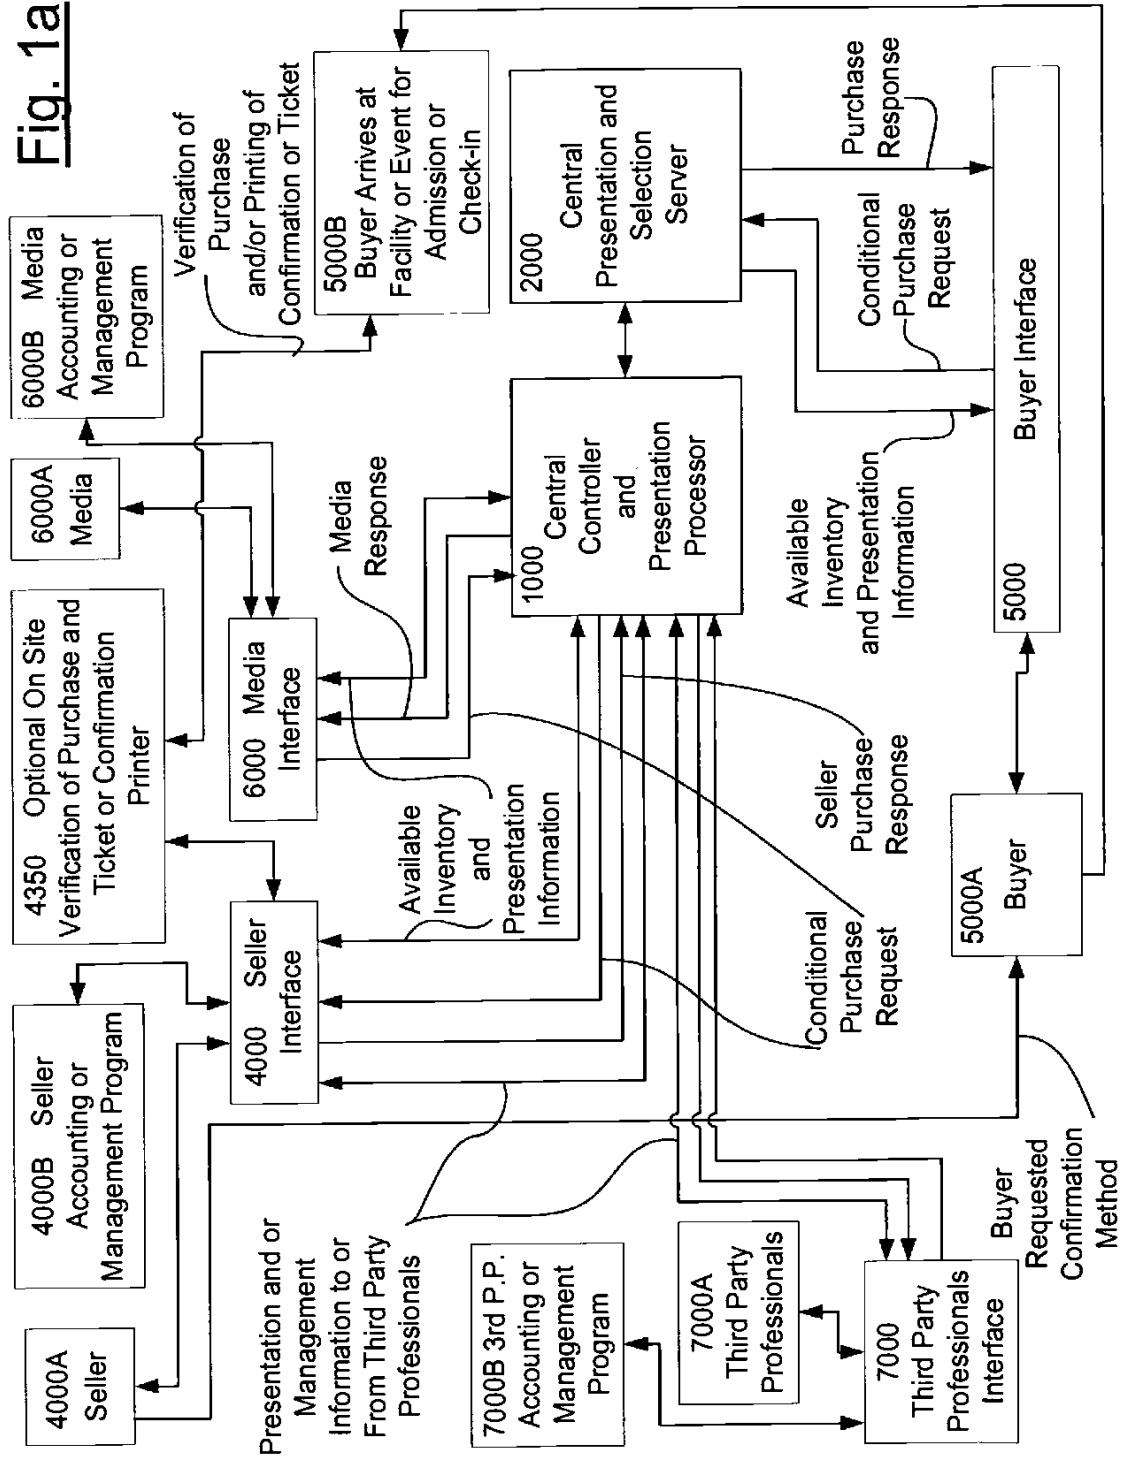 Fig. 1a
4000A
Seller
4000B Seller
Accounting or
Management Program
4350 Optional On Site
Verification of Purchase and
Ticket or Confirmation
Printer
6000A
Media
6000B Media
Accounting or
Management
Program
Verification of
Purchase
and/or Printing of
Confirmation or Ticket
4000 Seller
Interface
6000 Media
Interface
5000B
Buyer Arrives at
Facility or Event for
Admission or
Check-in
Presentation and or
Management
Information to or
From Third Party
Professionals
Available
Inventory
and
Presentation
Information
Media
Response
7000B 3rd P.P.
Accounting or
Management
Program
1000
Central
Controller
and
Presentation
Processor
2000
Central
Presentation and
Selection
Server
7000A
Third Party
Professionals
Conditional
Purchase
Request
Seller
Purchase
Response
Available
Inventory
and Presentation
Information
Conditional
Purchase
Request
Purchase
Response
7000
Third Party
Professionals
Interface
Buyer
Requested
Confirmation
Method
5000A
Buyer
5000
Buyer Interface